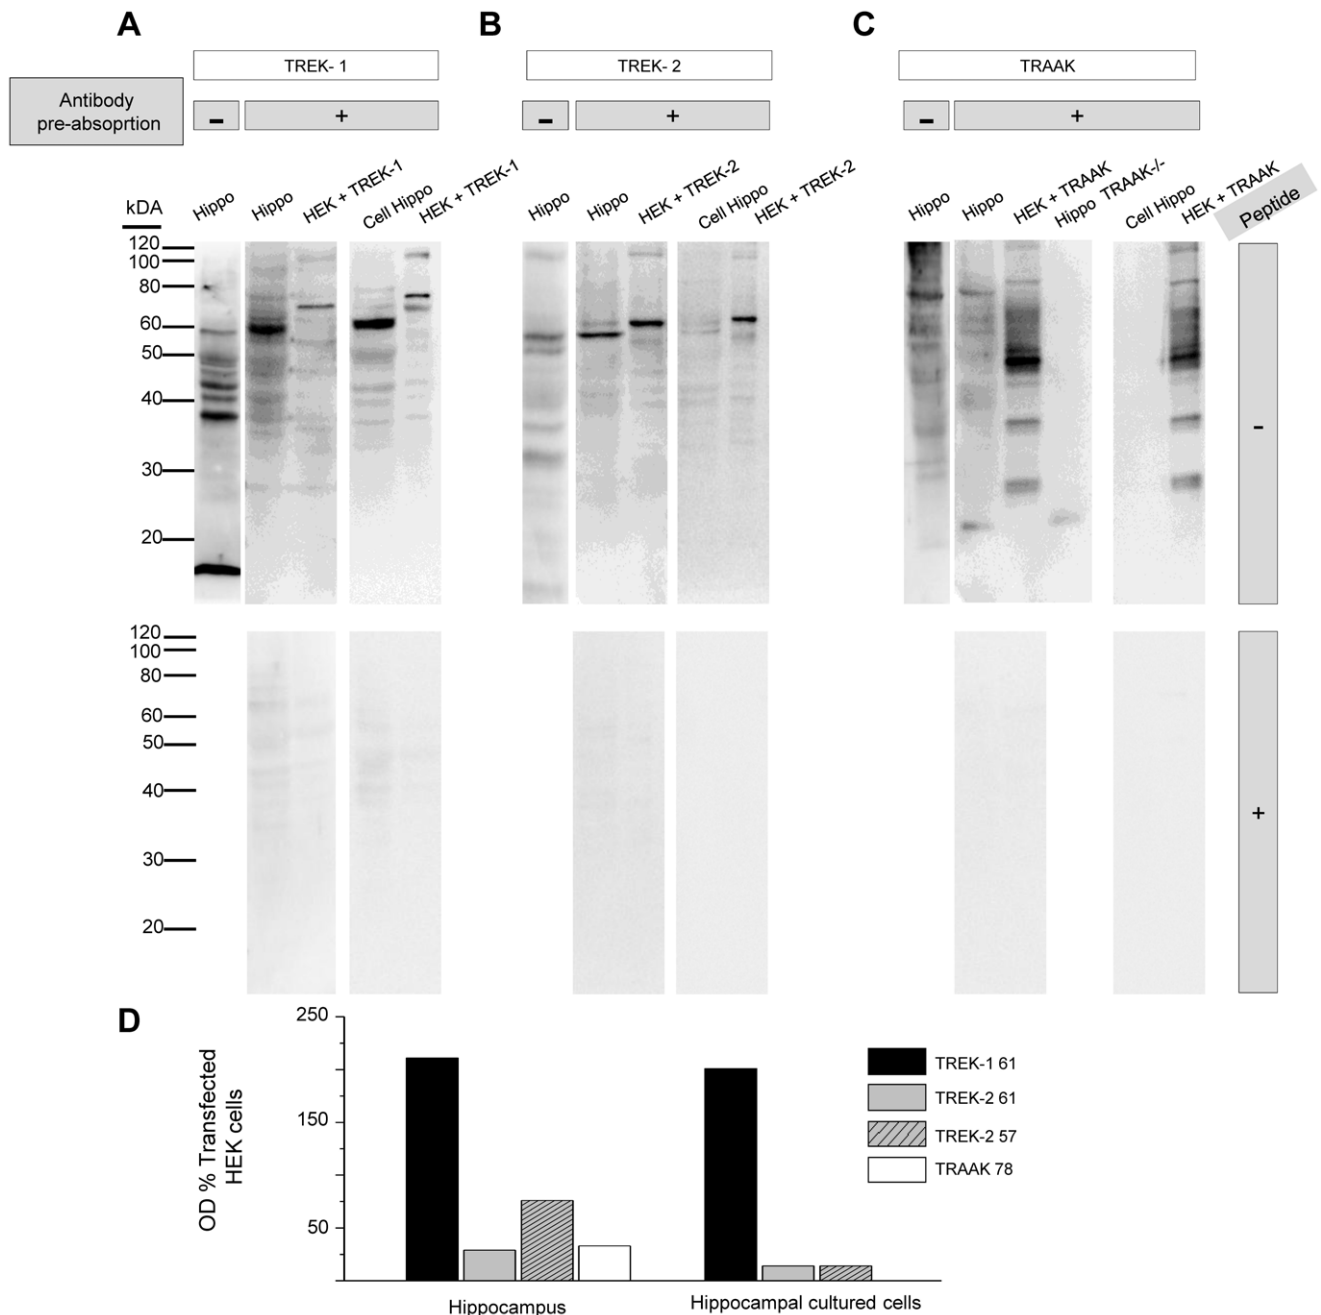 A
B
C
TREK- 1
TREK- 2
TRAAK
Antibody
pre-absoprtion
-
+
-
+
-
+
kDA
Hippo
Hippo
HEK + TREK-1
Cell Hippo
HEK + TREK-1
Hippo
Hippo
HEK + TREK-2
Cell Hippo
HEK + TREK-2
Hippo
Hippo
HEK + TRAAK
Hippo TRAAK-/-
Cell Hippo
HEK + TRAAK
Peptide
120
100
80
60
50
40
30
20
-
120
100
80
60
50
40
30
20
+
D
OD % Transfected
HEK cells
250
150
50
TREK-1 61
TREK-2 61
TREK-2 57
TRAAK 78
Hippocampus
Hippocampal cultured cells